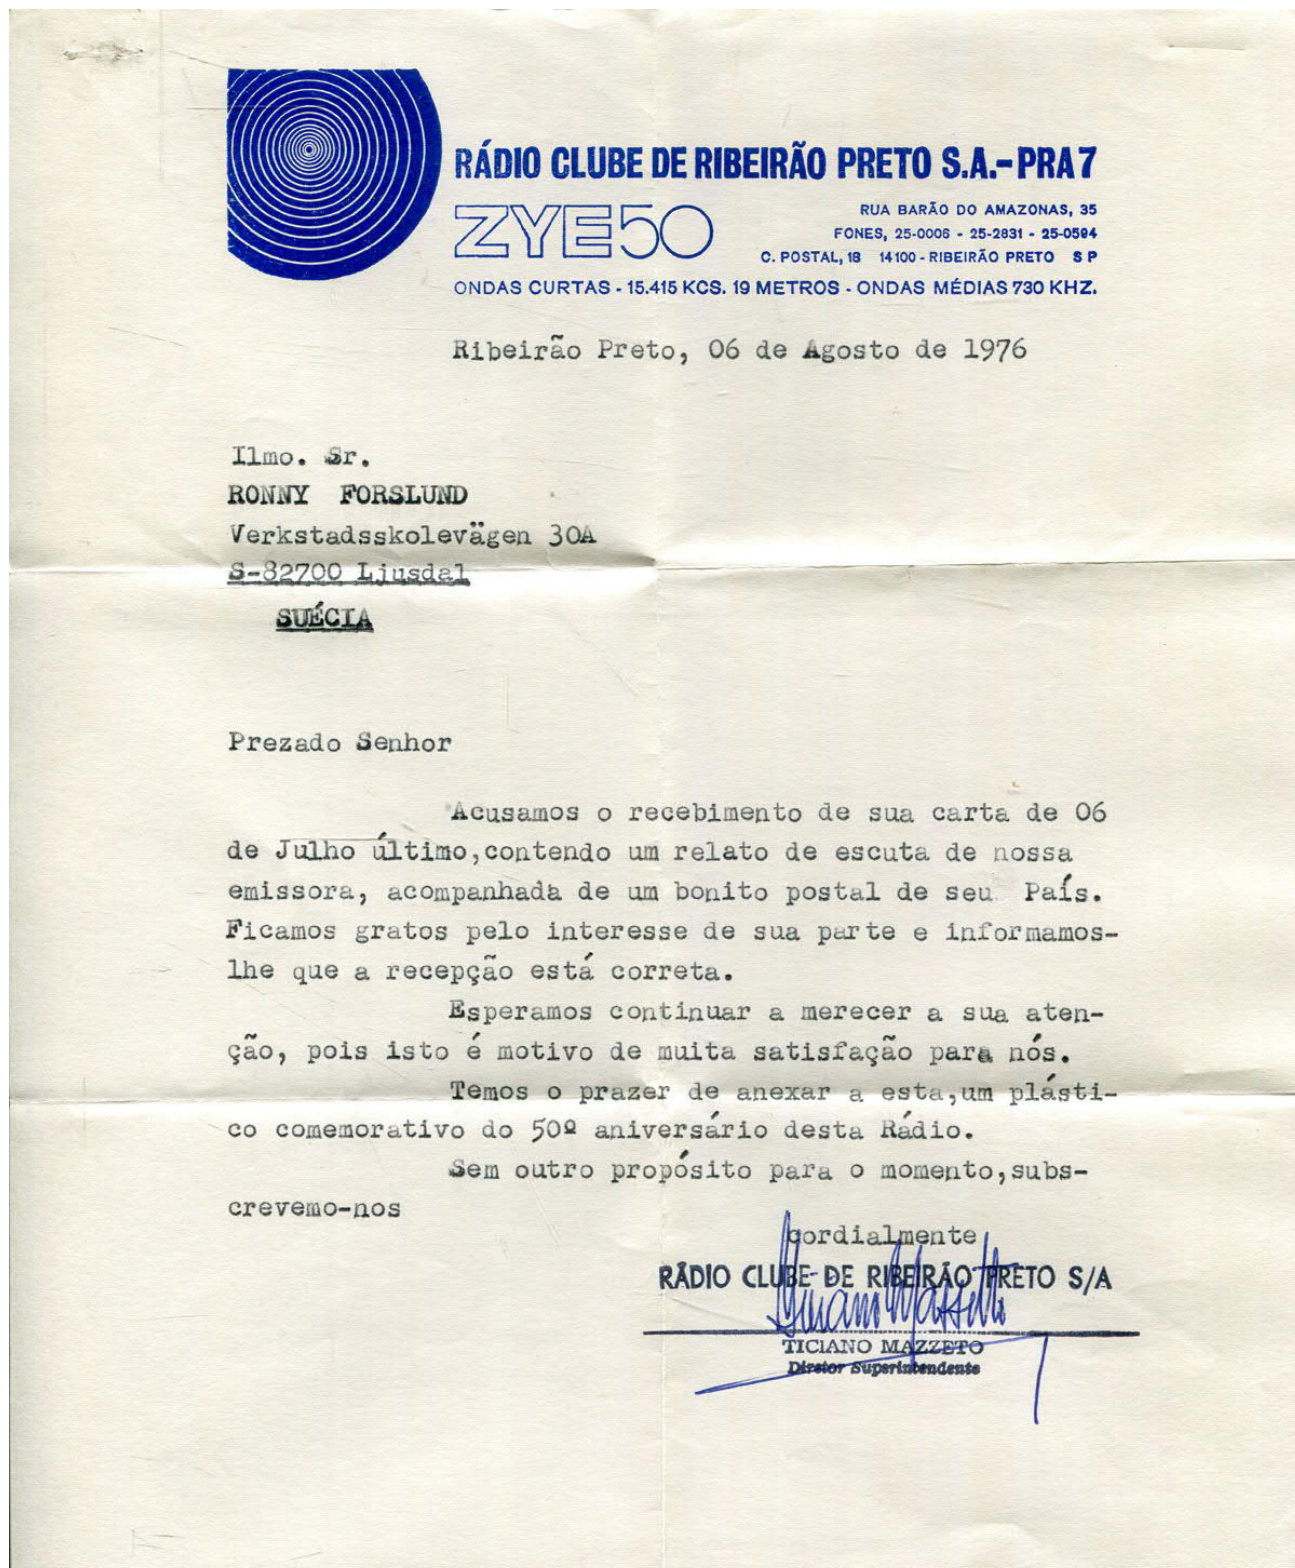 RÁDIO CLUBE DE RIBEIRÃO PRETO S.A.-PRA7
ZYE50
RUA BARÃO DO AMAZONAS, 35
FONES, 25-0006 - 25-2831 - 25-0594
C. POSTAL, 18 14100 - RIBEIRÃO PRETO S P
ONDAS CURTAS - 15.415 KCS. 19 METROS - ONDAS MÉDIAS 730 KHZ.
Ribeirão Preto, 06 de Agosto de 1976
Ilmo. Sr.
RONNY FORSLUND
Verkstadsskolevägen 30A
S-82700 Ljusdal
SUÉCIA
Prezado Senhor
Acusamos o recebimento de sua carta de 06
de Julho último,contendo um relato de escuta de nossa
emissora, acompanhada de um bonito postal de seu País.
Ficamos gratos pelo interesse de sua parte e informamos-
lhe que a recepção está correta.
Esperamos continuar a merecer a sua aten-
ção, pois isto é motivo de muita satisfação para nós.
Temos o prazer de anexar a esta,um plásti-
co comemorativo do 50º aniversário desta Rádio.
Sem outro propósito para o momento,subs-
crevemo-nos
cordialmente
RÁDIO CLUBE DE RIBEIRÃO PRETO S/A
Ticiano Mazzetto
TICIANO MAZZETO
Diretor Superintendente